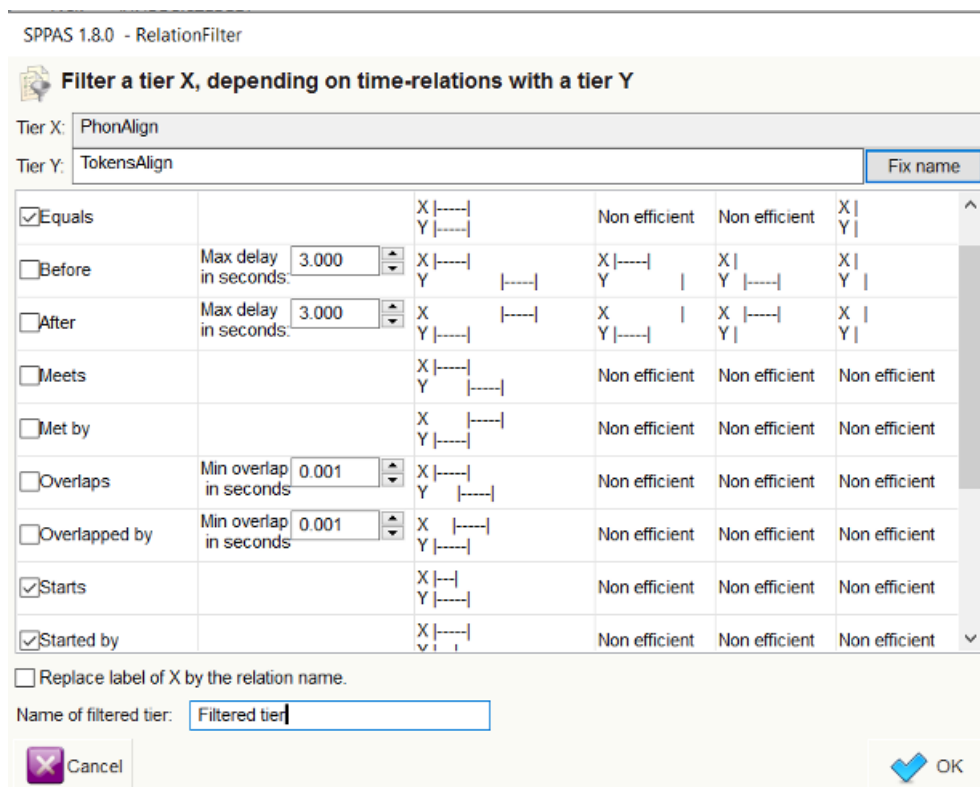 SPPAS 1.8.0 - RelationFilter
Filter a tier X, depending on time-relations with a tier Y
Tier X: PhonAlign
Tier Y: TokensAlign Fix name
Equals X |-----| Non efficient Non efficient X |
Y |-----| Y |
Before Max delay 3.000 X |-----| X |-----| X | X |
in seconds: Y |-----| Y | Y |-----| Y |
After Max delay 3.000 X |-----| X | X |-----| X |
in seconds: Y |-----| Y |-----| Y | Y |
Meets X |-----| Non efficient Non efficient Non efficient
Y |-----|
Met by X |-----| Non efficient Non efficient Non efficient
Y |-----|
Overlaps Min overlap 0.001 X |-----| Non efficient Non efficient Non efficient
in seconds Y |-----|
Overlapped by Min overlap 0.001 X |-----| Non efficient Non efficient Non efficient
in seconds Y |-----|
Starts X |---| Non efficient Non efficient Non efficient
Y |-----|
Started by X |-----| Non efficient Non efficient Non efficient
Replace label of X by the relation name.
Name of filtered tier: Filtered tier
Cancel OK